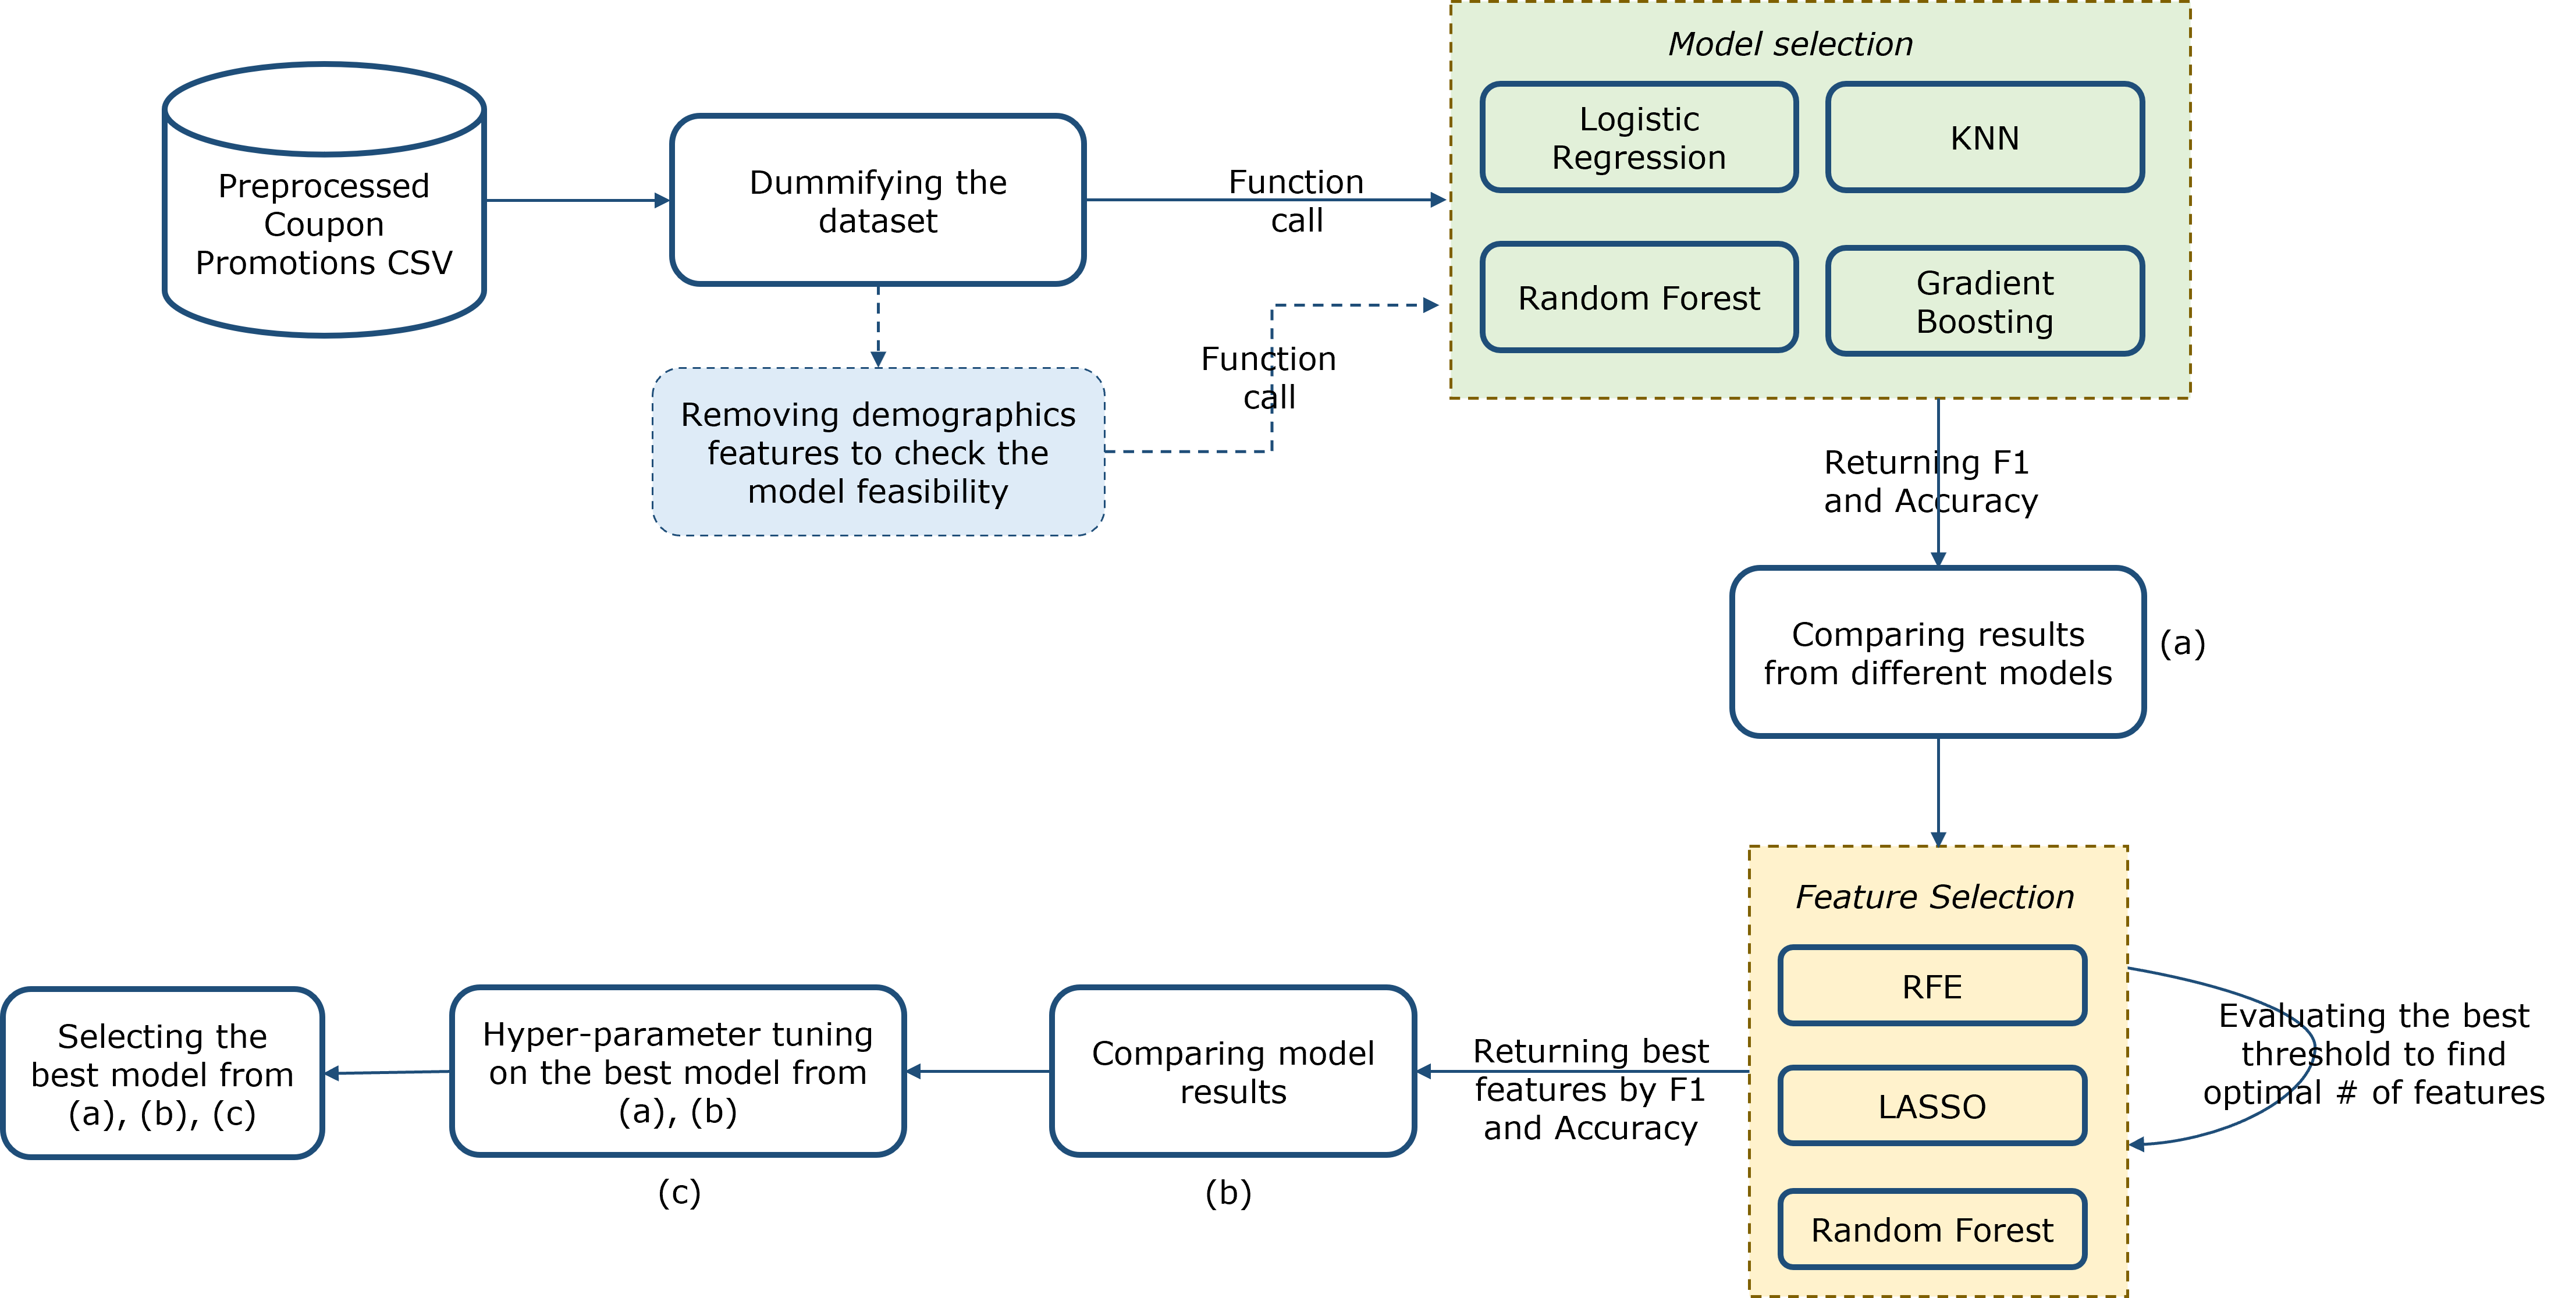 Preprocessed
Coupon
Promotions CSV
Dummifying the
dataset
Function
call
Model selection
Logistic
Regression
KNN
Random Forest
Gradient
Boosting
Removing demographics
features to check the
model feasibility
Function
call
Returning F1
and Accuracy
Comparing results
from different models
(a)
Feature Selection
RFE
LASSO
Random Forest
Evaluating the best
threshold to find
optimal # of features
Returning best
features by F1
and Accuracy
Comparing model
results
(b)
Hyper-parameter tuning
on the best model from
(a), (b)
(c)
Selecting the
best model from
(a), (b), (c)